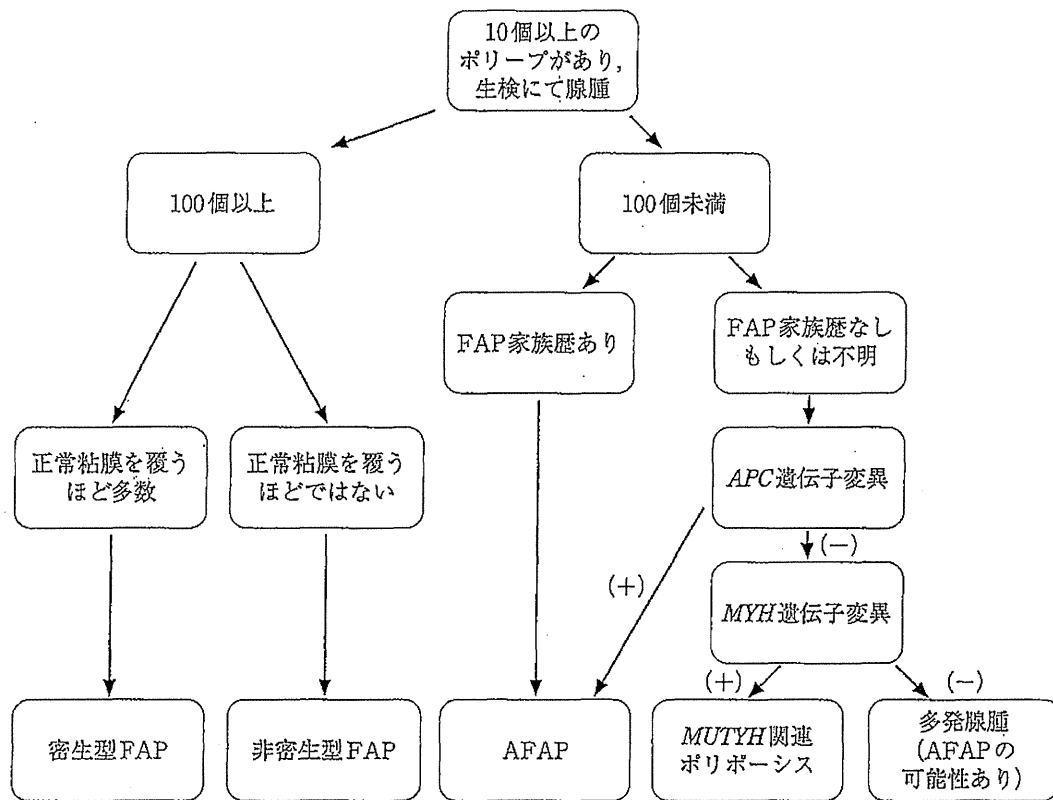 10個以上の
ポリープがあり,
生検にて腺腫
100個以上
100個未満
FAP家族歴あり
FAP家族歴なし
もしくは不明
正常粘膜を覆う
ほど多数
正常粘膜を覆う
ほどではない
APC遺伝子変異
(−)
(+)
MYH遺伝子変異
(+)
(−)
密生型FAP
非密生型FAP
AFAP
MUTYH関連
ポリポーシス
多発腺腫
(AFAPの
可能性あり)